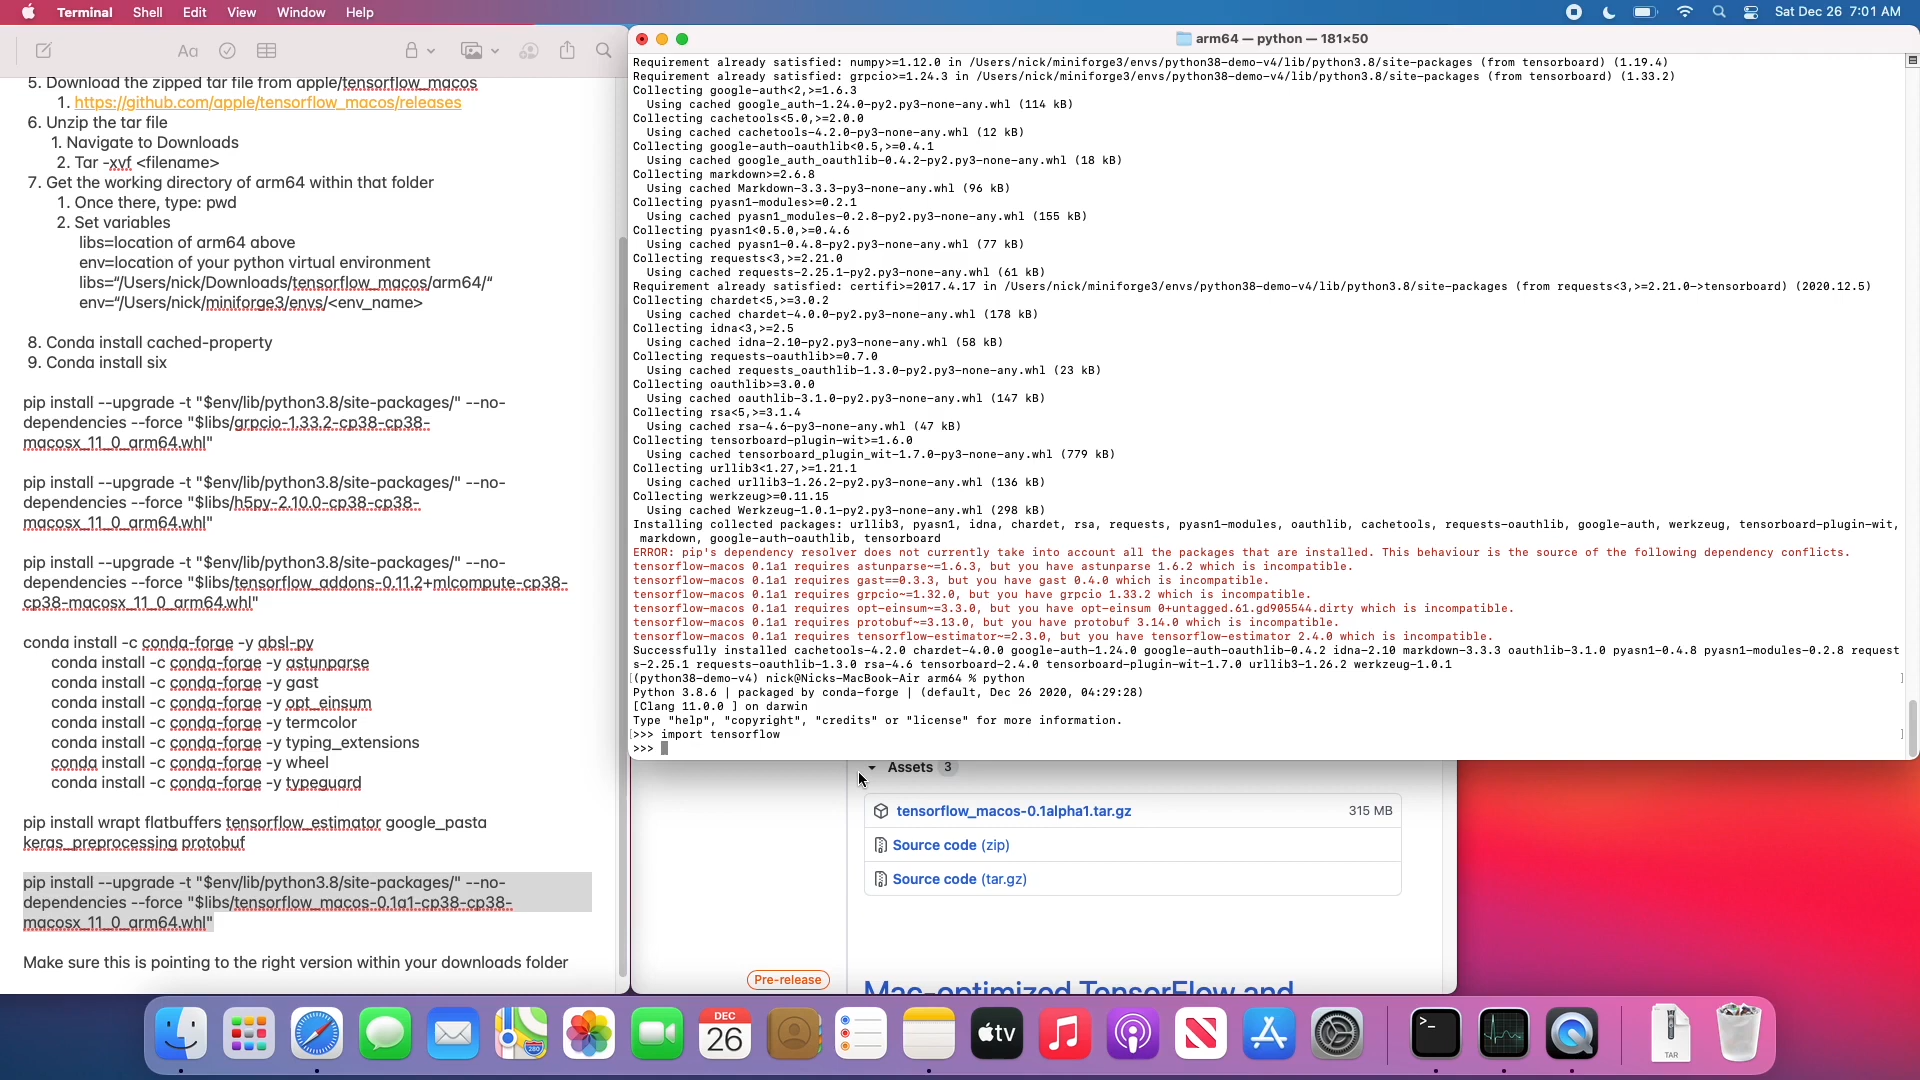 Terminal Shell Edit View Window Help
Sat Dec 26 7:01 AM
Aa
5. Download the zipped tar file from apple/tensorflow_macos
1. https://github.com/apple/tensorflow_macos/releases
6. Unzip the tar file
1. Navigate to Downloads
2. Tar -xvf <filename>
7. Get the working directory of arm64 within that folder
1. Once there, type: pwd
2. Set variables
libs=location of arm64 above
env=location of your python virtual environment
libs=“/Users/nick/Downloads/tensorflow_macos/arm64/“
env=“/Users/nick/miniforge3/envs/<env_name>
8. Conda install cached-property
9. Conda install six
pip install --upgrade -t "$env/lib/python3.8/site-packages/" --no-
dependencies --force "$libs/grpcio-1.33.2-cp38-cp38-
macosx_11_0_arm64.whl"
pip install --upgrade -t "$env/lib/python3.8/site-packages/" --no-
dependencies --force "$libs/h5py-2.10.0-cp38-cp38-
macosx_11_0_arm64.whl"
pip install --upgrade -t "$env/lib/python3.8/site-packages/" --no-
dependencies --force "$libs/tensorflow_addons-0.11.2+mlcompute-cp38-
cp38-macosx_11_0_arm64.whl"
conda install -c conda-forge -y absl-py
conda install -c conda-forge -y astunparse
conda install -c conda-forge -y gast
conda install -c conda-forge -y opt_einsum
conda install -c conda-forge -y termcolor
conda install -c conda-forge -y typing_extensions
conda install -c conda-forge -y wheel
conda install -c conda-forge -y typeguard
pip install wrapt flatbuffers tensorflow_estimator google_pasta
keras_preprocessing protobuf
pip install --upgrade -t "$env/lib/python3.8/site-packages/" --no-
dependencies --force "$libs/tensorflow_macos-0.1a1-cp38-cp38-
macosx_11_0_arm64.whl"
Make sure this is pointing to the right version within your downloads folder
arm64 — python — 181×50
Requirement already satisfied: numpy>=1.12.0 in /Users/nick/miniforge3/envs/python38-demo-v4/lib/python3.8/site-packages (from tensorboard) (1.19.4)
Requirement already satisfied: grpcio>=1.24.3 in /Users/nick/miniforge3/envs/python38-demo-v4/lib/python3.8/site-packages (from tensorboard) (1.33.2)
Collecting google-auth<2,>=1.6.3
Using cached google_auth-1.24.0-py2.py3-none-any.whl (114 kB)
Collecting cachetools<5.0,>=2.0.0
Using cached cachetools-4.2.0-py3-none-any.whl (12 kB)
Collecting google-auth-oauthlib<0.5,>=0.4.1
Using cached google_auth_oauthlib-0.4.2-py2.py3-none-any.whl (18 kB)
Collecting markdown>=2.6.8
Using cached Markdown-3.3.3-py3-none-any.whl (96 kB)
Collecting pyasn1-modules>=0.2.1
Using cached pyasn1_modules-0.2.8-py2.py3-none-any.whl (155 kB)
Collecting pyasn1<0.5.0,>=0.4.6
Using cached pyasn1-0.4.8-py2.py3-none-any.whl (77 kB)
Collecting requests<3,>=2.21.0
Using cached requests-2.25.1-py2.py3-none-any.whl (61 kB)
Requirement already satisfied: certifi>=2017.4.17 in /Users/nick/miniforge3/envs/python38-demo-v4/lib/python3.8/site-packages (from requests<3,>=2.21.0->tensorboard) (2020.12.5)
Collecting chardet<5,>=3.0.2
Using cached chardet-4.0.0-py2.py3-none-any.whl (178 kB)
Collecting idna<3,>=2.5
Using cached idna-2.10-py2.py3-none-any.whl (58 kB)
Collecting requests-oauthlib>=0.7.0
Using cached requests_oauthlib-1.3.0-py2.py3-none-any.whl (23 kB)
Collecting oauthlib>=3.0.0
Using cached oauthlib-3.1.0-py2.py3-none-any.whl (147 kB)
Collecting rsa<5,>=3.1.4
Using cached rsa-4.6-py3-none-any.whl (47 kB)
Collecting tensorboard-plugin-wit>=1.6.0
Using cached tensorboard_plugin_wit-1.7.0-py3-none-any.whl (779 kB)
Collecting urllib3<1.27,>=1.21.1
Using cached urllib3-1.26.2-py2.py3-none-any.whl (136 kB)
Collecting werkzeug>=0.11.15
Using cached Werkzeug-1.0.1-py2.py3-none-any.whl (298 kB)
Installing collected packages: urllib3, pyasn1, idna, chardet, rsa, requests, pyasn1-modules, oauthlib, cachetools, requests-oauthlib, google-auth, werkzeug, tensorboard-plugin-wit,
markdown, google-auth-oauthlib, tensorboard
ERROR: pip's dependency resolver does not currently take into account all the packages that are installed. This behaviour is the source of the following dependency conflicts.
tensorflow-macos 0.1a1 requires astunparse~=1.6.3, but you have astunparse 1.6.2 which is incompatible.
tensorflow-macos 0.1a1 requires gast==0.3.3, but you have gast 0.4.0 which is incompatible.
tensorflow-macos 0.1a1 requires grpcio~=1.32.0, but you have grpcio 1.33.2 which is incompatible.
tensorflow-macos 0.1a1 requires opt-einsum~=3.3.0, but you have opt-einsum 0+untagged.61.gd905544.dirty which is incompatible.
tensorflow-macos 0.1a1 requires protobuf~=3.13.0, but you have protobuf 3.14.0 which is incompatible.
tensorflow-macos 0.1a1 requires tensorflow-estimator~=2.3.0, but you have tensorflow-estimator 2.4.0 which is incompatible.
Successfully installed cachetools-4.2.0 chardet-4.0.0 google-auth-1.24.0 google-auth-oauthlib-0.4.2 idna-2.10 markdown-3.3.3 oauthlib-3.1.0 pyasn1-0.4.8 pyasn1-modules-0.2.8 request
s-2.25.1 requests-oauthlib-1.3.0 rsa-4.6 tensorboard-2.4.0 tensorboard-plugin-wit-1.7.0 urllib3-1.26.2 werkzeug-1.0.1
[(python38-demo-v4) nick@Nicks-MacBook-Air arm64 % python ]
Python 3.8.6 | packaged by conda-forge | (default, Dec 26 2020, 04:29:28)
[Clang 11.0.0 ] on darwin
Type "help", "copyright", "credits" or "license" for more information.
[>>> import tensorflow ]
>>>
Assets 3
tensorflow_macos-0.1alpha1.tar.gz 315 MB
Source code (zip)
Source code (tar.gz)
Pre-release
Mac-optimized TensorFlow and
280
DEC
26
tv
>_
TAR